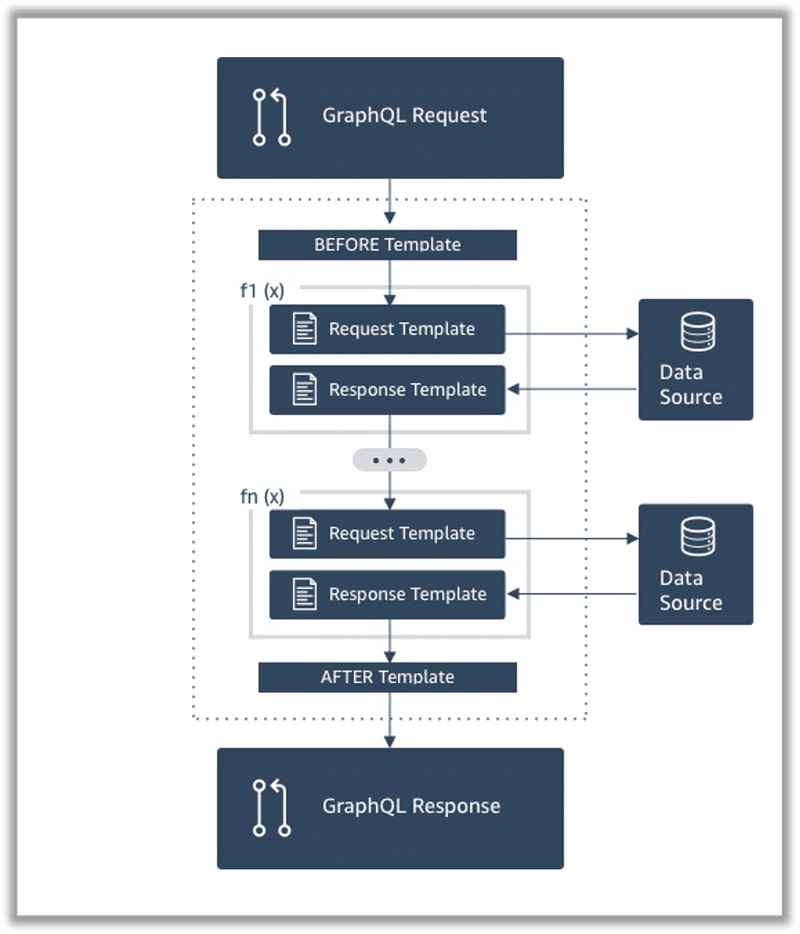 GraphQL Request
BEFORE Template
f1 (x)
Request Template
Response Template
Data
Source
fn (x)
Request Template
Response Template
Data
Source
AFTER Template
GraphQL Response